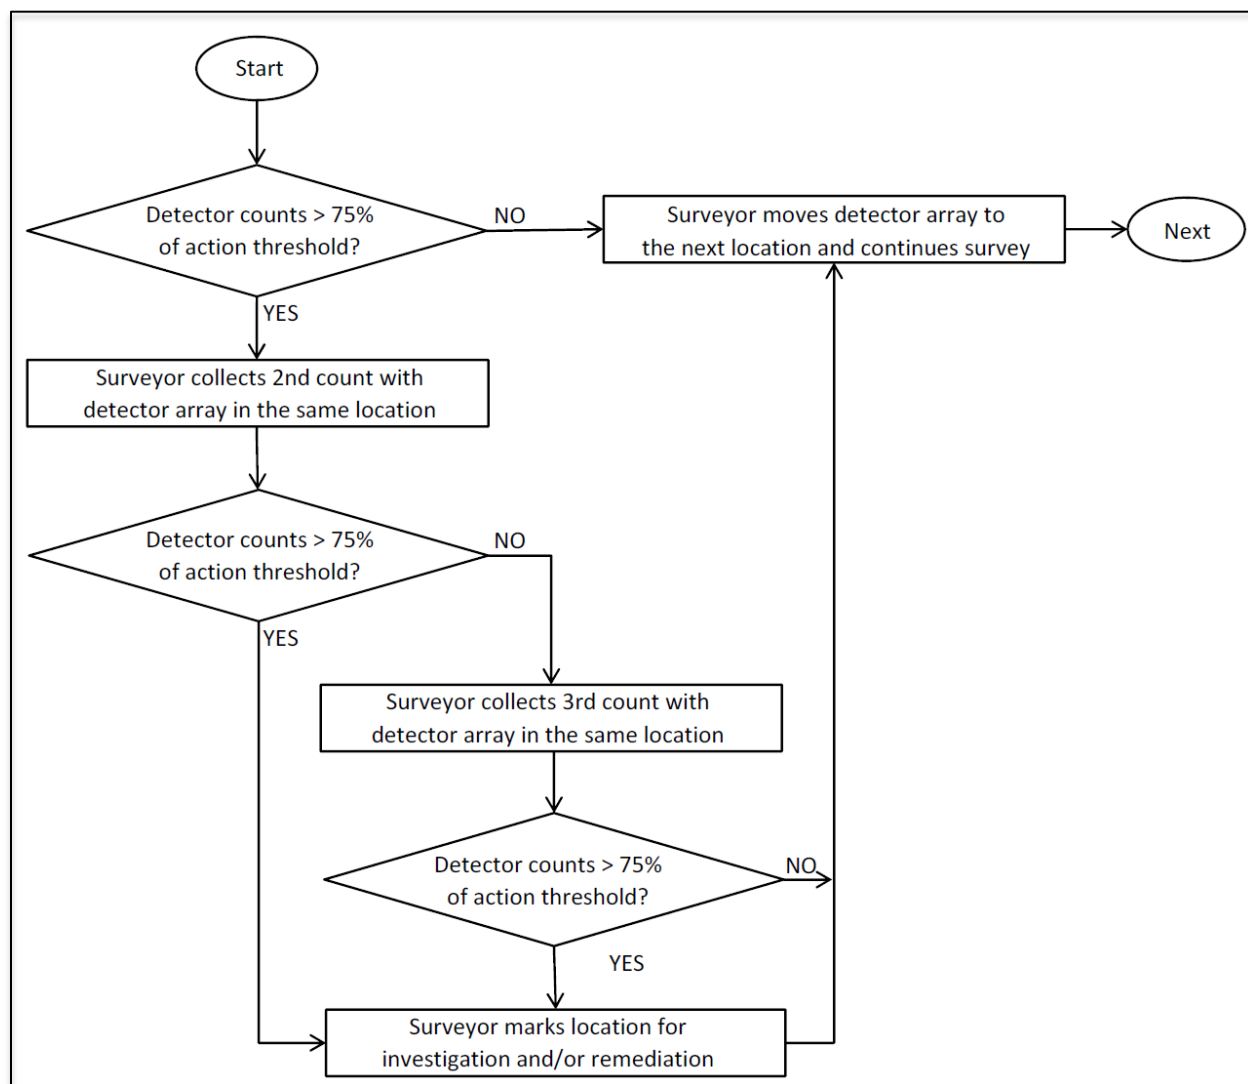 Start
Detector counts > 75%
of action threshold?
NO
Surveyor moves detector array to
the next location and continues survey
Next
YES
Surveyor collects 2nd count with
detector array in the same location
Detector counts > 75%
of action threshold?
NO
YES
Surveyor collects 3rd count with
detector array in the same location
Detector counts > 75%
of action threshold?
NO
YES
Surveyor marks location for
investigation and/or remediation